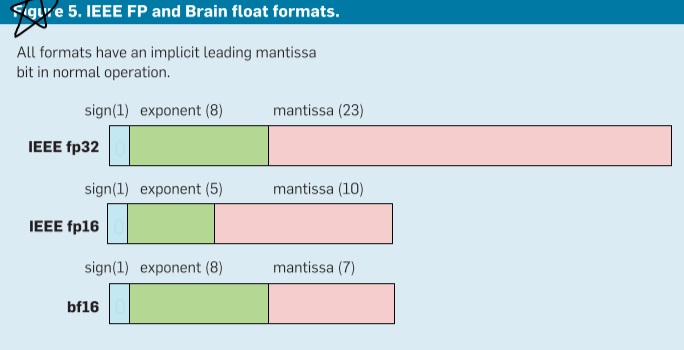 Figure 5. IEEE FP and Brain float formats.
All formats have an implicit leading mantissa
bit in normal operation.
sign(1) exponent (8) mantissa (23)
IEEE fp32
sign(1) exponent (5) mantissa (10)
IEEE fp16
sign(1) exponent (8) mantissa (7)
bf16